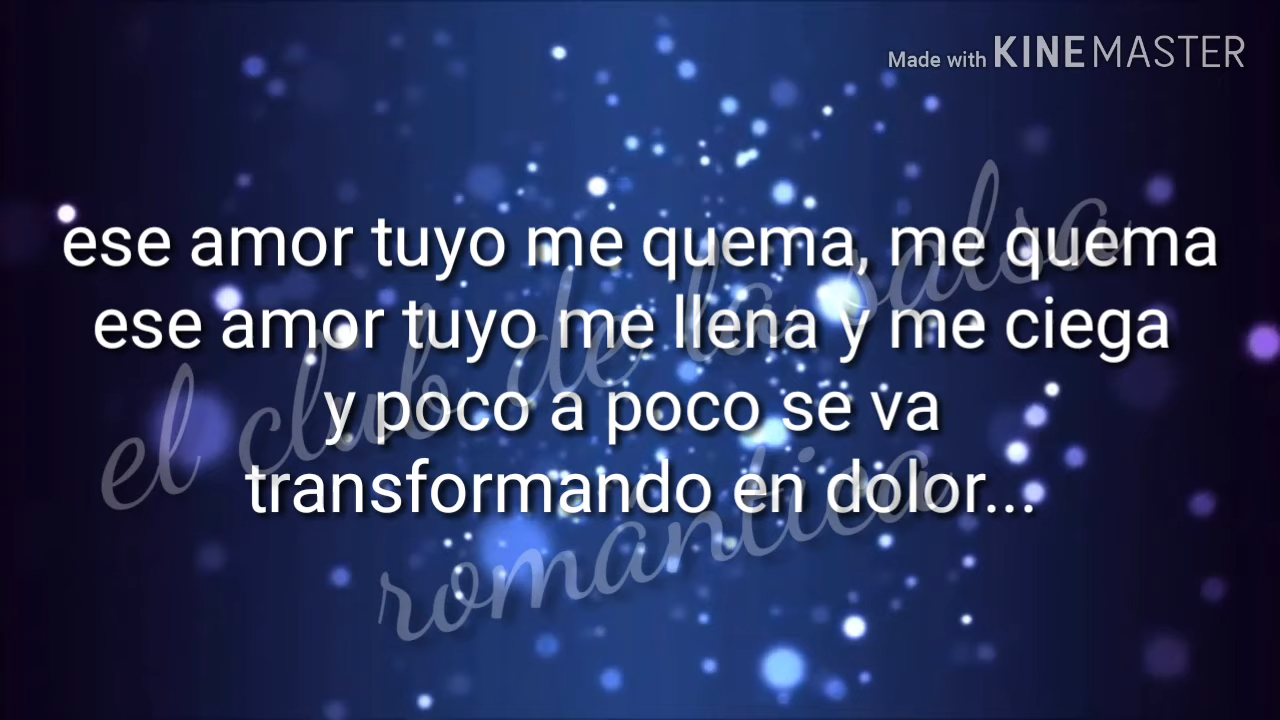 Made with KINEMASTER
ese amor tuyo me quema, me quema
ese amor tuyo me llena y me ciega
y poco a poco se va
transformando en dolor...
el club de la salsa
romántica